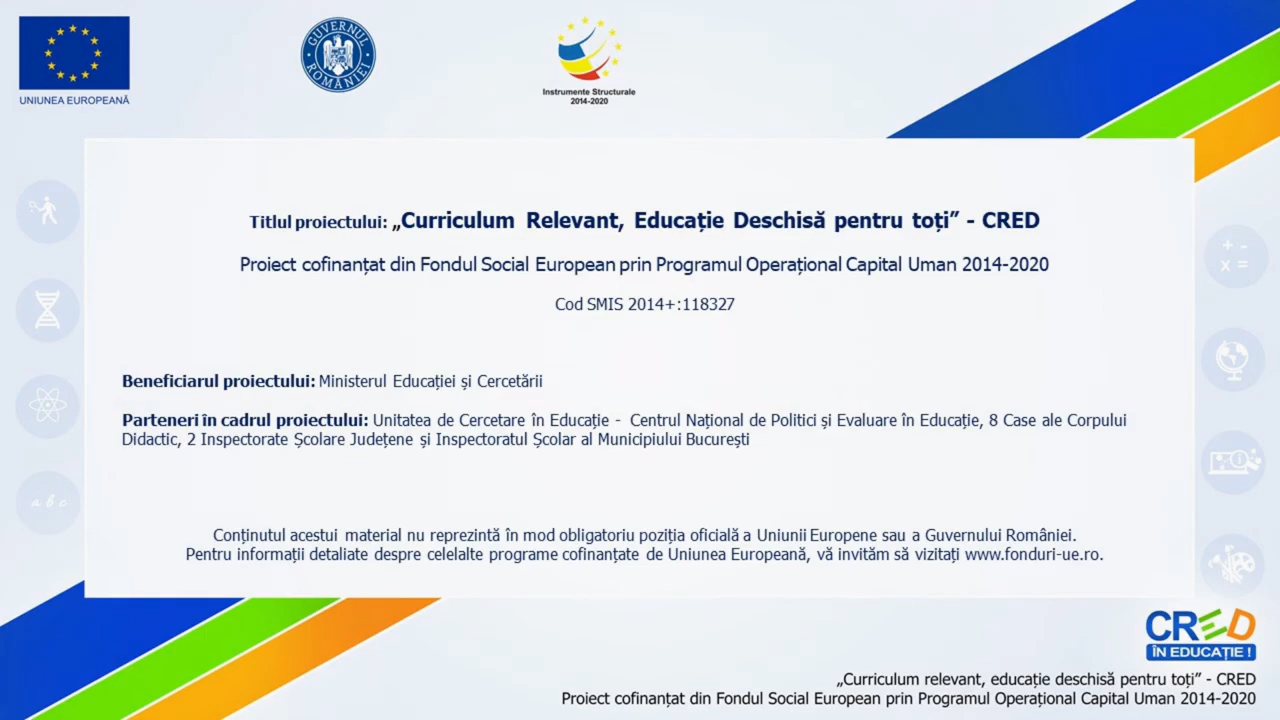 UNIUNEA EUROPEANĂ
GUVERNUL ROMÂNIEI
Instrumente Structurale
2014-2020
Titlul proiectului: „Curriculum Relevant, Educație Deschisă pentru toți” - CRED
Proiect cofinanțat din Fondul Social European prin Programul Operațional Capital Uman 2014-2020
Cod SMIS 2014+:118327
Beneficiarul proiectului: Ministerul Educației și Cercetării
Parteneri în cadrul proiectului: Unitatea de Cercetare în Educație - Centrul Național de Politici și Evaluare în Educație, 8 Case ale Corpului
Didactic, 2 Inspectorate Școlare Județene și Inspectoratul Școlar al Municipiului București
Conținutul acestui material nu reprezintă în mod obligatoriu poziția oficială a Uniunii Europene sau a Guvernului României.
Pentru informații detaliate despre celelalte programe cofinanțate de Uniunea Europeană, vă invităm să vizitați www.fonduri-ue.ro.
a b c
+ -
x =
CRED
ÎN EDUCAȚIE !
„Curriculum relevant, educație deschisă pentru toți” - CRED
Proiect cofinanțat din Fondul Social European prin Programul Operațional Capital Uman 2014-2020